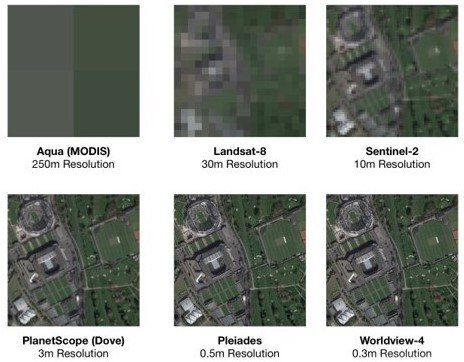 Aqua (MODIS)
250m Resolution
Landsat-8
30m Resolution
Sentinel-2
10m Resolution
PlanetScope (Dove)
3m Resolution
Pleiades
0.5m Resolution
Worldview-4
0.3m Resolution